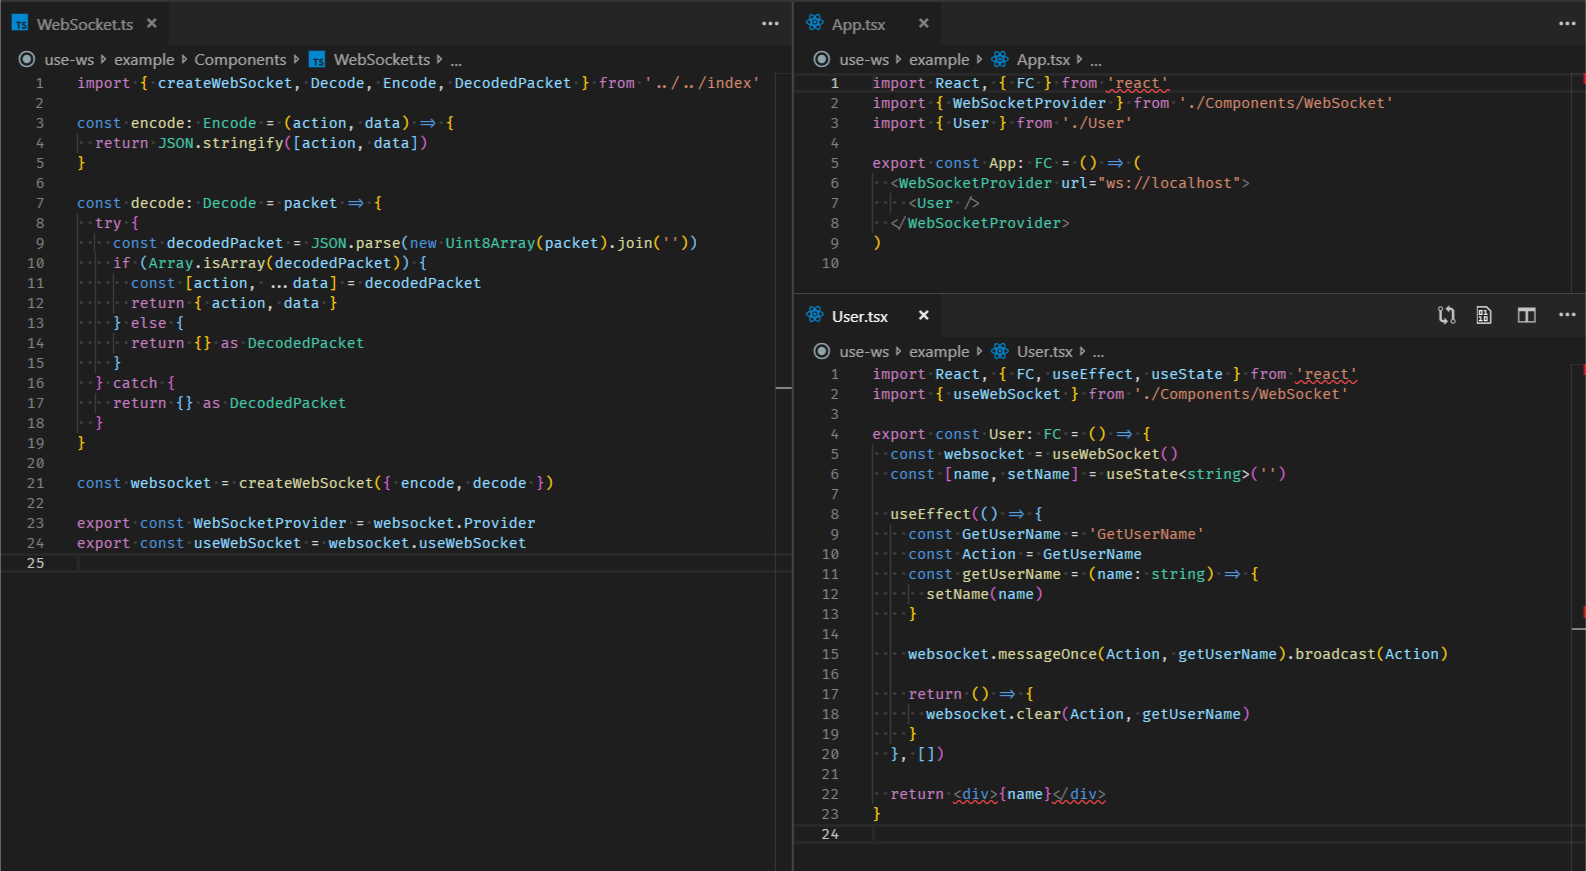 WebSocket.ts
use-ws example Components WebSocket.ts ...
1 import { createWebSocket, Decode, Encode, DecodedPacket } from '../../index'
2
3 const encode: Encode = (action, data) => {
4 return JSON.stringify([action, data])
5 }
6
7 const decode: Decode = packet => {
8 try {
9 const decodedPacket = JSON.parse(new Uint8Array(packet).join(''))
10 if (Array.isArray(decodedPacket)) {
11 const [action, ...data] = decodedPacket
12 return { action, data }
13 } else {
14 return {} as DecodedPacket
15 }
16 } catch {
17 return {} as DecodedPacket
18 }
19 }
20
21 const websocket = createWebSocket({ encode, decode })
22
23 export const WebSocketProvider = websocket.Provider
24 export const useWebSocket = websocket.useWebSocket
25
App.tsx
use-ws example App.tsx ...
1 import React, { FC } from 'react'
2 import { WebSocketProvider } from './Components/WebSocket'
3 import { User } from './User'
4
5 export const App: FC = () => (
6 <WebSocketProvider url="ws://localhost">
7 <User />
8 </WebSocketProvider>
9 )
10
User.tsx
use-ws example User.tsx ...
1 import React, { FC, useEffect, useState } from 'react'
2 import { useWebSocket } from './Components/WebSocket'
3
4 export const User: FC = () => {
5 const websocket = useWebSocket()
6 const [name, setName] = useState<string>('')
7
8 useEffect(() => {
9 const GetUserName = 'GetUserName'
10 const Action = GetUserName
11 const getUserName = (name: string) => {
12 setName(name)
13 }
14
15 websocket.messageOnce(Action, getUserName).broadcast(Action)
16
17 return () => {
18 websocket.clear(Action, getUserName)
19 }
20 }, [])
21
22 return <div>{name}</div>
23 }
24